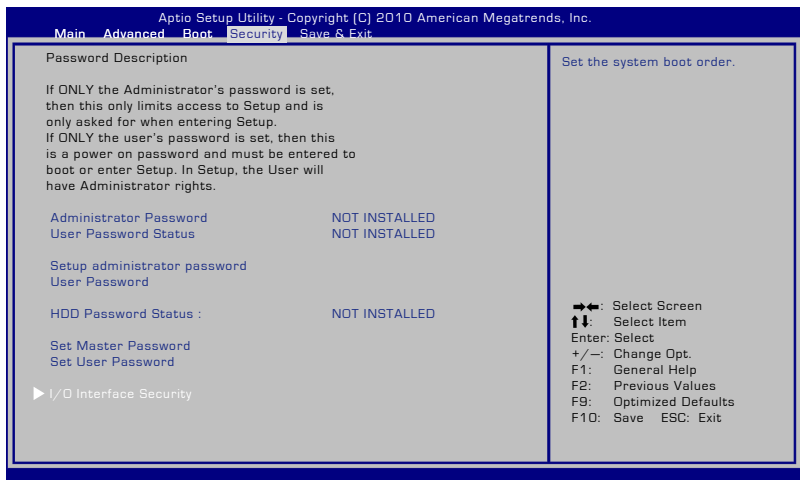 Aptio Setup Utility - Copyright (C) 2010 American Megatrends, Inc.
Main Advanced Boot Security Save & Exit
Password Description
If ONLY the Administrator's password is set,
then this only limits access to Setup and is
only asked for when entering Setup.
If ONLY the user's password is set, then this
is a power on password and must be entered to
boot or enter Setup. In Setup, the User will
have Administrator rights.
Administrator Password NOT INSTALLED
User Password Status NOT INSTALLED
Setup administrator password
User Password
HDD Password Status : NOT INSTALLED
Set Master Password
Set User Password
I/O Interface Security
Set the system boot order.
→←: Select Screen
↑↓: Select Item
Enter: Select
+/—: Change Opt.
F1: General Help
F2: Previous Values
F9: Optimized Defaults
F10: Save ESC: Exit